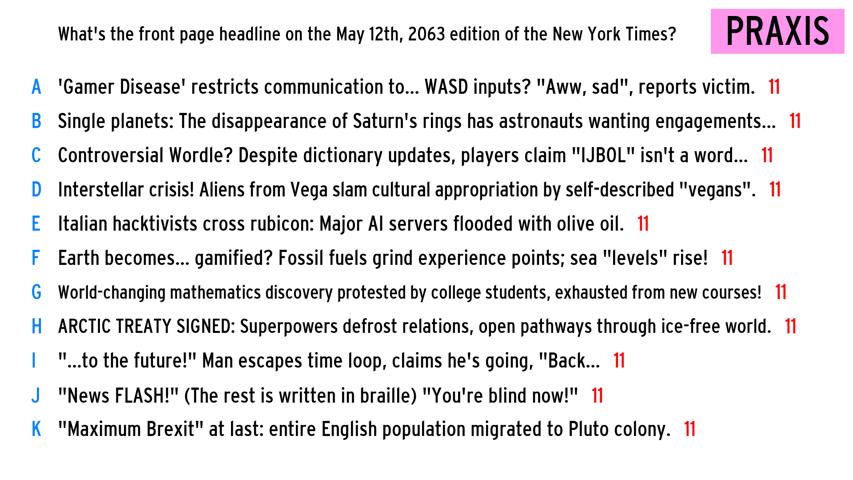 What's the front page headline on the May 12th, 2063 edition of the New York Times?
PRAXIS
A 'Gamer Disease' restricts communication to... WASD inputs? "Aww, sad", reports victim. 11
B Single planets: The disappearance of Saturn's rings has astronauts wanting engagements... 11
C Controversial Wordle? Despite dictionary updates, players claim "IJBOL" isn't a word... 11
D Interstellar crisis! Aliens from Vega slam cultural appropriation by self-described "vegans". 11
E Italian hacktivists cross rubicon: Major AI servers flooded with olive oil. 11
F Earth becomes... gamified? Fossil fuels grind experience points; sea "levels" rise! 11
G World-changing mathematics discovery protested by college students, exhausted from new courses! 11
H ARCTIC TREATY SIGNED: Superpowers defrost relations, open pathways through ice-free world. 11
I "...to the future!" Man escapes time loop, claims he's going, "Back... 11
J "News FLASH!" (The rest is written in braille) "You're blind now!" 11
K "Maximum Brexit" at last: entire English population migrated to Pluto colony. 11